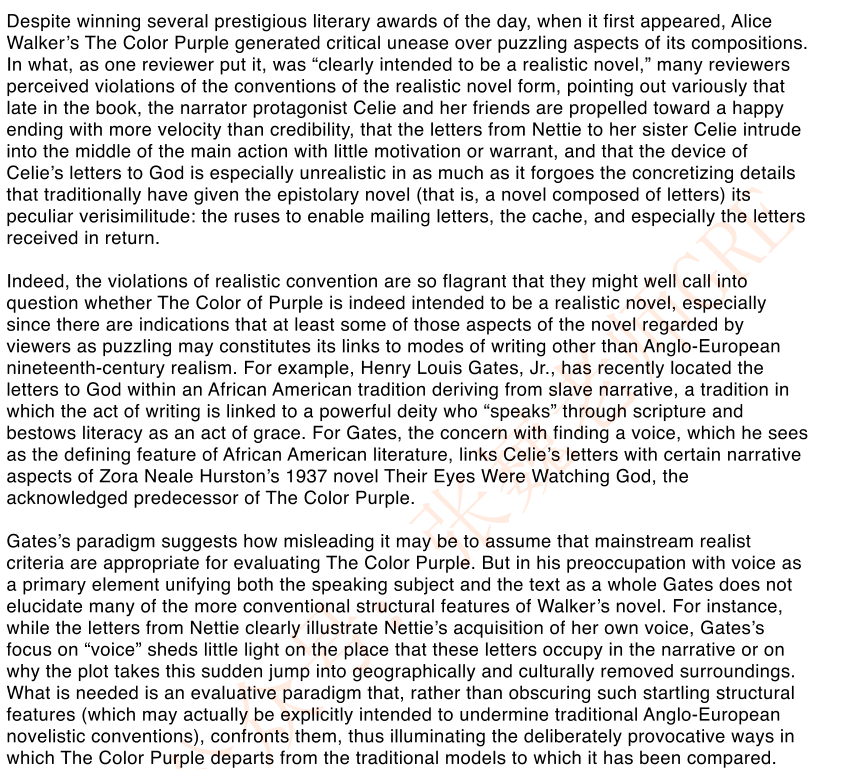 Despite winning several prestigious literary awards of the day, when it first appeared, Alice
Walker's The Color Purple generated critical unease over puzzling aspects of its compositions.
In what, as one reviewer put it, was “clearly intended to be a realistic novel,” many reviewers
perceived violations of the conventions of the realistic novel form, pointing out variously that
late in the book, the narrator protagonist Celie and her friends are propelled toward a happy
ending with more velocity than credibility, that the letters from Nettie to her sister Celie intrude
into the middle of the main action with little motivation or warrant, and that the device of
Celie's letters to God is especially unrealistic in as much as it forgoes the concretizing details
that traditionally have given the epistolary novel (that is, a novel composed of letters) its
peculiar verisimilitude: the ruses to enable mailing letters, the cache, and especially the letters
received in return.
Indeed, the violations of realistic convention are so flagrant that they might well call into
question whether The Color of Purple is indeed intended to be a realistic novel, especially
since there are indications that at least some of those aspects of the novel regarded by
viewers as puzzling may constitutes its links to modes of writing other than Anglo-European
nineteenth-century realism. For example, Henry Louis Gates, Jr., has recently located the
letters to God within an African American tradition deriving from slave narrative, a tradition in
which the act of writing is linked to a powerful deity who “speaks” through scripture and
bestows literacy as an act of grace. For Gates, the concern with finding a voice, which he sees
as the defining feature of African American literature, links Celie's letters with certain narrative
aspects of Zora Neale Hurston's 1937 novel Their Eyes Were Watching God, the
acknowledged predecessor of The Color Purple.
Gates's paradigm suggests how misleading it may be to assume that mainstream realist
criteria are appropriate for evaluating The Color Purple. But in his preoccupation with voice as
a primary element unifying both the speaking subject and the text as a whole Gates does not
elucidate many of the more conventional structural features of Walker's novel. For instance,
while the letters from Nettie clearly illustrate Nettie's acquisition of her own voice, Gates's
focus on “voice” sheds little light on the place that these letters occupy in the narrative or on
why the plot takes this sudden jump into geographically and culturally removed surroundings.
What is needed is an evaluative paradigm that, rather than obscuring such startling structural
features (which may actually be explicitly intended to undermine traditional Anglo-European
novelistic conventions), confronts them, thus illuminating the deliberately provocative ways in
which The Color Purple departs from the traditional models to which it has been compared.